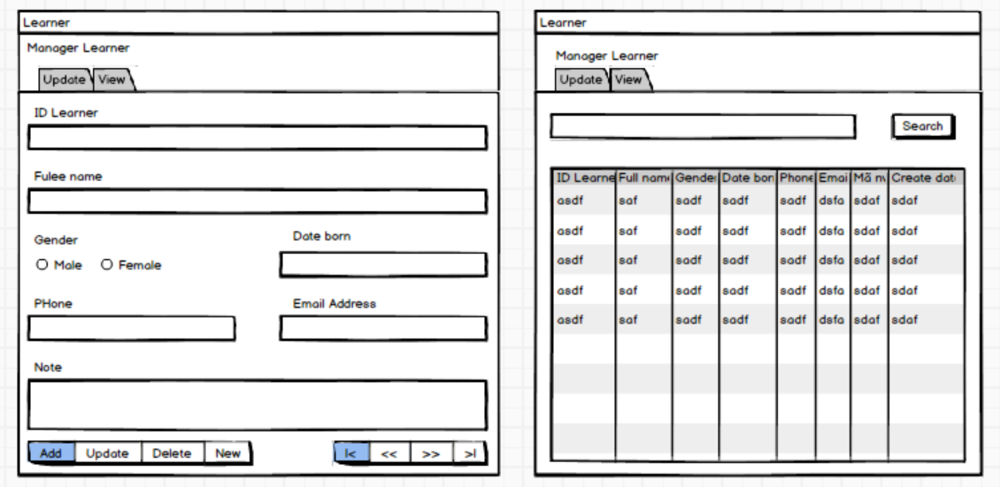 Learner
Manager Learner
Update View
ID Learner
Fulee name
Gender
Date born
Male Female
PHone
Email Address
Note
Add Update Delete New
|< << >> >|
Learner
Manager Learner
Update View
Search
ID Learne Full name Gender Date born Phone Emai Mã nv Create dat
asdf saf sadf sadf sadf dsfa sdaf sdaf
asdf saf sadf sadf sadf dsfa sdaf sdaf
asdf saf sadf sadf sadf dsfa sdaf sdaf
asdf saf sadf sadf sadf dsfa sdaf sdaf
asdf saf sadf sadf sadf dsfa sdaf sdaf